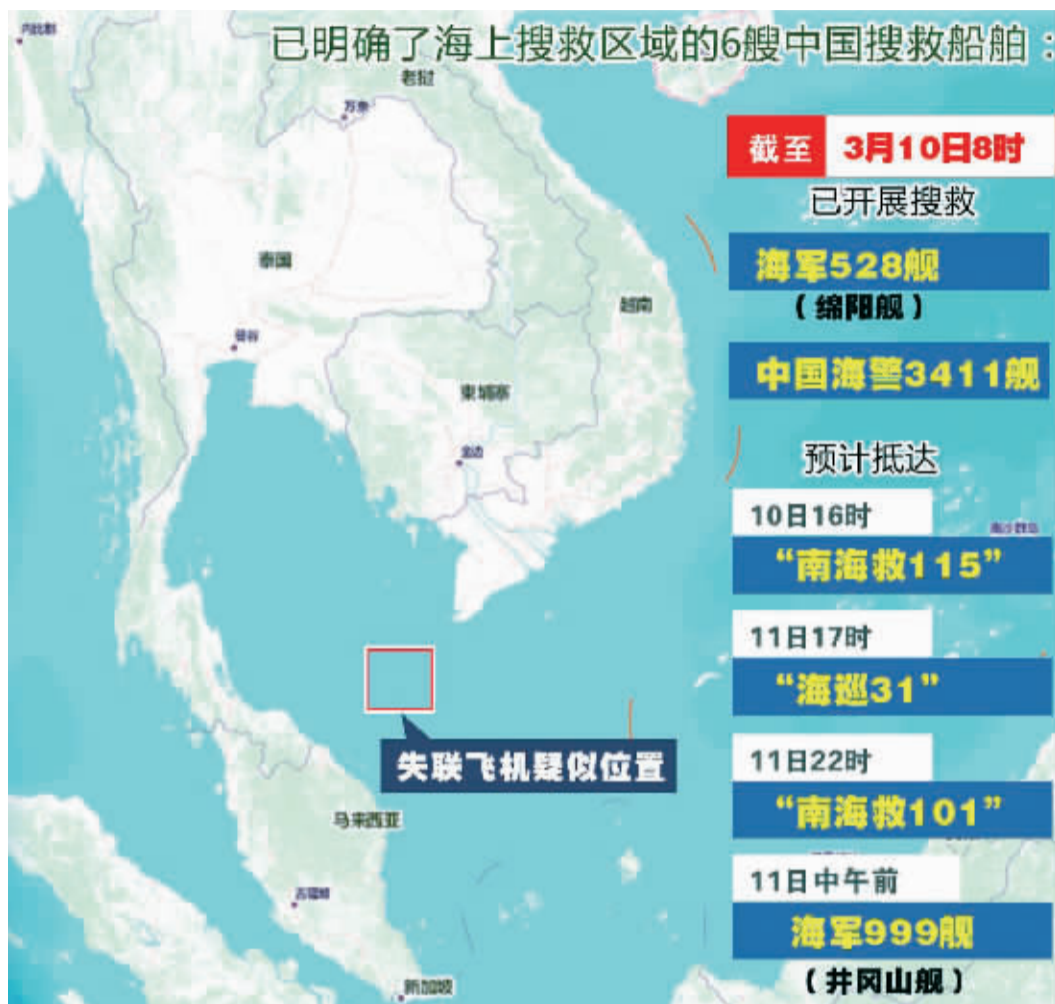 已明确了海上搜救区域的6艘中国搜救船舶：
内比都
老挝
万象
截至 3月10日8时
已开展搜救
海军528舰
（绵阳舰）
泰国
越南
曼谷
中国海警3411舰
柬埔寨
金边
预计抵达
10日16时
南沙群岛
“南海救115”
11日17时
“海巡31”
失联飞机疑似位置
11日22时
“南海救101”
马来西亚
11日中午前
吉隆坡
海军999舰
（井冈山舰）
新加坡